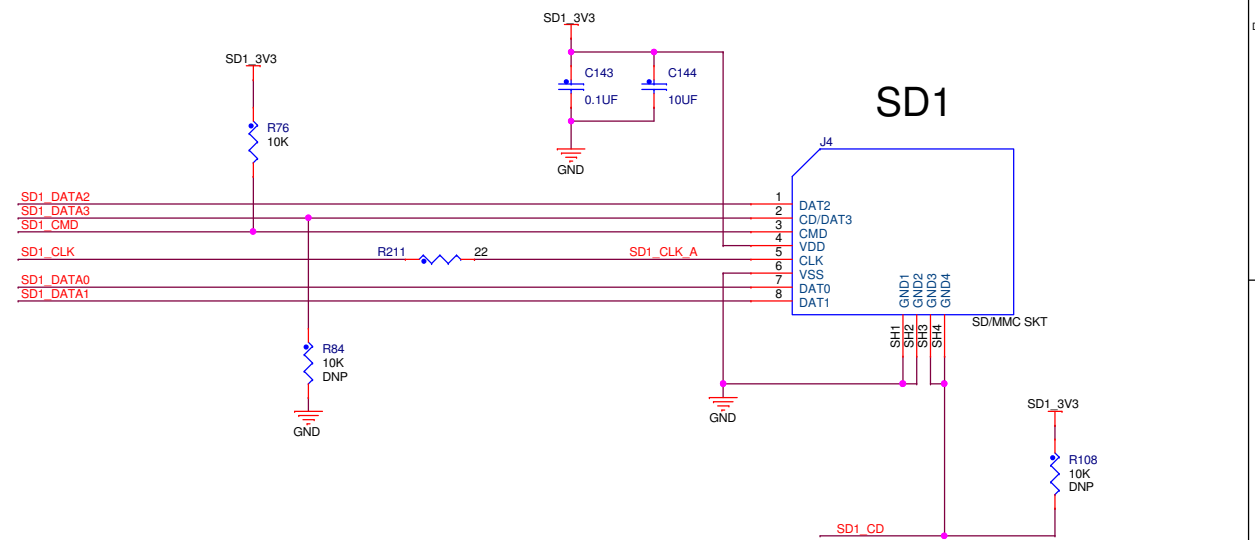 SD1_3V3
SD1_3V3
C143
C144
0.1UF
10UF
SD1
R76
10K
GND
J4
SD1_DATA2
1
DAT2
SD1_DATA3
2
CD/DAT3
SD1_CMD
3
CMD
4
VDD
SD1_CLK
R211
22
SD1_CLK_A
5
CLK
6
VSS
SD1_DATA0
7
DAT0
SD1_DATA1
8
DAT1
GND1
GND2
GND3
GND4
SH1
SH2
SH3
SH4
SD/MMC SKT
R84
10K
DNP
GND
GND
SD1_3V3
R108
10K
DNP
SD1_CD